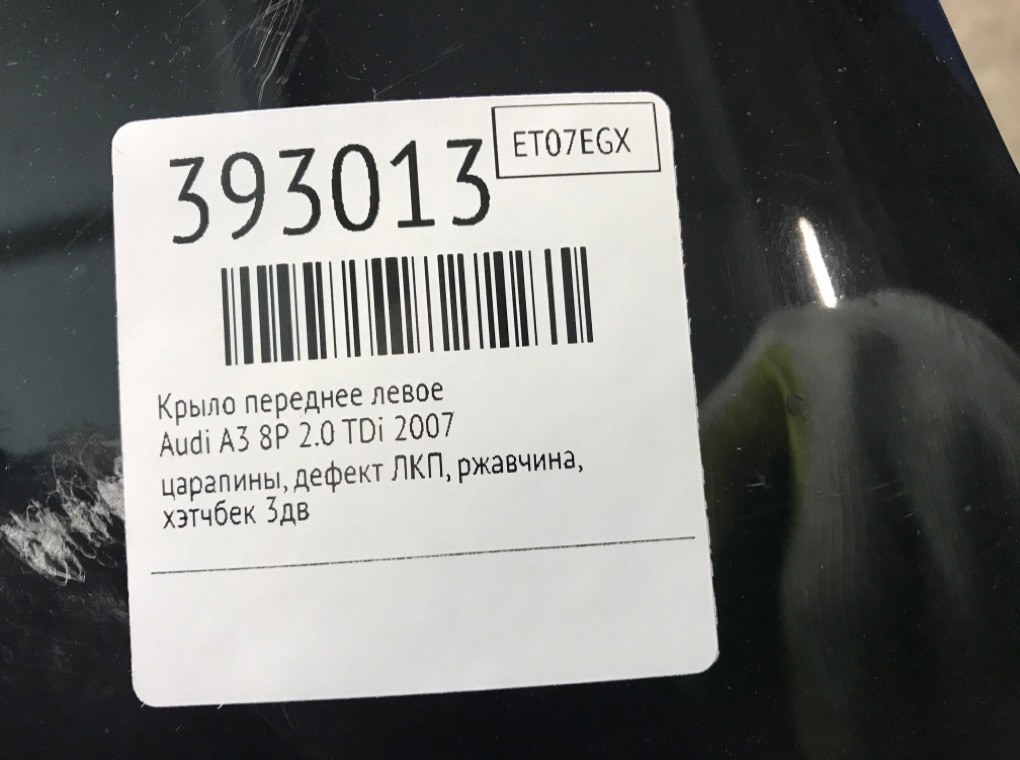 393013
ET07EGX
Крыло переднее левое
Audi A3 8P 2.0 TDi 2007
царапины, дефект ЛКП, ржавчина,
хэтчбек 3дв